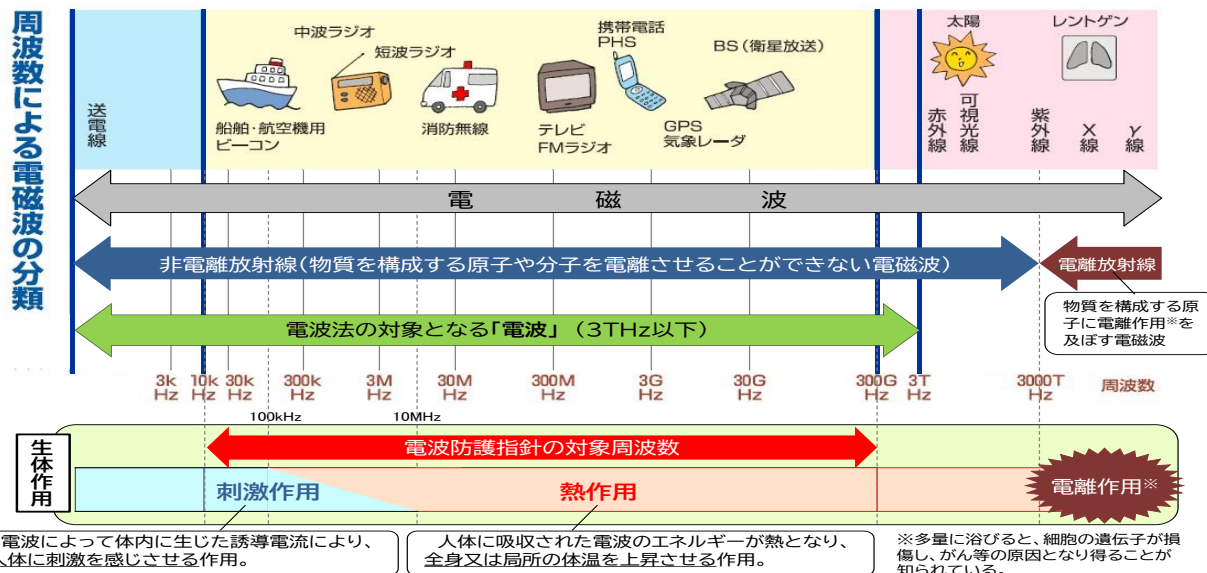 周波数による電磁波の分類
送電線
中波ラジオ
短波ラジオ
船舶・航空機用
ビーコン
消防無線
テレビ
FMラジオ
携帯電話
PHS
GPS
気象レーダ
BS（衛星放送）
太陽
レントゲン
赤外線
可視光線
紫外線
X線
γ線
電磁波
非電離放射線（物質を構成する原子や分子を電離させることができない電磁波）
電離放射線
物質を構成する原
子に電離作用※を
及ぼす電磁波
電波法の対象となる「電波」（3THz以下）
3k Hz
10k Hz
30k Hz
300k Hz
3M Hz
30M Hz
300M Hz
3G Hz
30G Hz
300G Hz
3T Hz
3000T Hz
周波数
100kHz
10MHz
生体作用
電波防護指針の対象周波数
刺激作用
熱作用
電離作用※
電波によって体内に生じた誘導電流により、
人体に刺激を感じさせる作用。
人体に吸収された電波のエネルギーが熱となり、
全身又は局所の体温を上昇させる作用。
※多量に浴びると、細胞の遺伝子が損
傷し、がん等の原因となり得ることが
知られている。